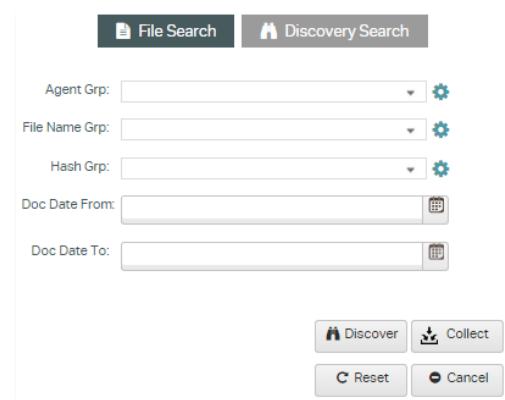 File Search Discovery Search
Agent Grp:
File Name Grp:
Hash Grp:
Doc Date From:
Doc Date To:
Discover Collect
Reset Cancel